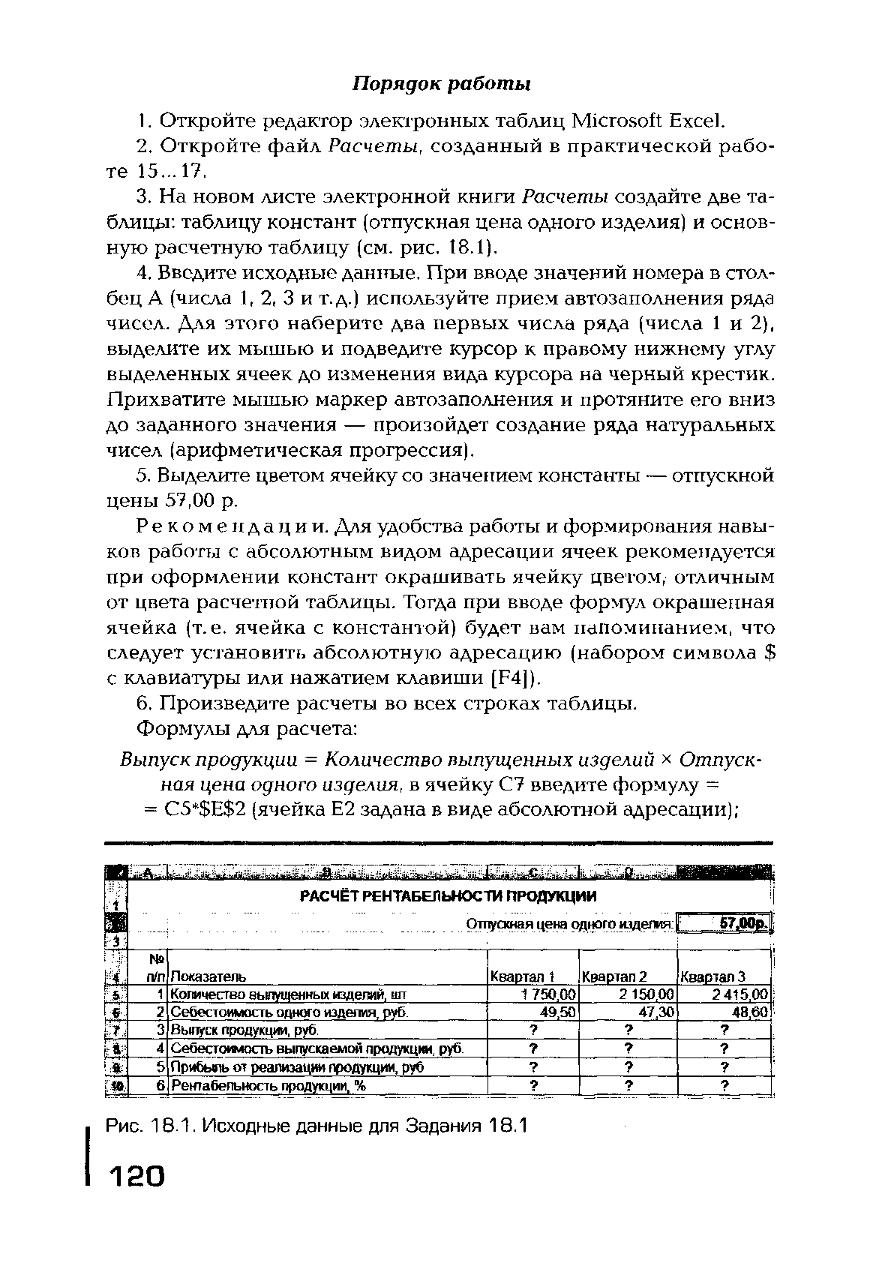 Порядок работы
1. Откройте редактор электронных таблиц Microsoft Excel.
2. Откройте файл Расчеты, созданный в практической рабо-
те 15...17.
3. На новом листе электронной книги Расчеты создайте две та-
блицы: таблицу констант (отпускная цена одного изделия) и основ-
ную расчетную таблицу (см. рис. 18.1).
4. Введите исходные данные. При вводе значений номера в стол-
бец А (числа 1, 2, 3 и т.д.) используйте прием автозаполнения ряда
чисел. Для этого наберите два первых числа ряда (числа 1 и 2),
выделите их мышью и подведите курсор к правому нижнему углу
выделенных ячеек до изменения вида курсора на черный крестик.
Прихватите мышью маркер автозаполнения и протяните его вниз
до заданного значения — произойдет создание ряда натуральных
чисел (арифметическая прогрессия).
5. Выделите цветом ячейку со значением константы — отпускной
цены 57,00 р.
Рекомендации. Для удобства работы и формирования навы-
ков работы с абсолютным видом адресации ячеек рекомендуется
при оформлении констант окрашивать ячейку цветом, отличным
от цвета расчетной таблицы. Тогда при вводе формул окрашенная
ячейка (т. е. ячейка с константой) будет вам напоминанием, что
следует установить абсолютную адресацию (набором символа $
с клавиатуры или нажатием клавиши [F4]).
6. Произведите расчеты во всех строках таблицы.
Формулы для расчета:
Выпуск продукции = Количество выпущенных изделий × Отпуск-
ная цена одного изделия, в ячейку С7 введите формулу =
= C5*$E$2 (ячейка Е2 задана в виде абсолютной адресации);
A B C D
1 РАСЧЁТ РЕНТАБЕЛЬНОСТИ ПРОДУКЦИИ
Отпускная цена одного изделия: 57,00р.
3
4 № п/п Показатель Квартал 1 Квартал 2 Квартал 3
5 1 Количество выпущенных изделий, шт 1 750,00 2 150,00 2 415,00
6 2 Себестоимость одного изделия, руб. 49,50 47,30 48,60
7 3 Выпуск продукции, руб. ? ? ?
8 4 Себестоимость выпускаемой продукции, руб. ? ? ?
9 5 Прибыль от реализации продукции, руб ? ? ?
10 6 Рентабельность продукции, % ? ? ?
Рис. 18.1. Исходные данные для Задания 18.1
120